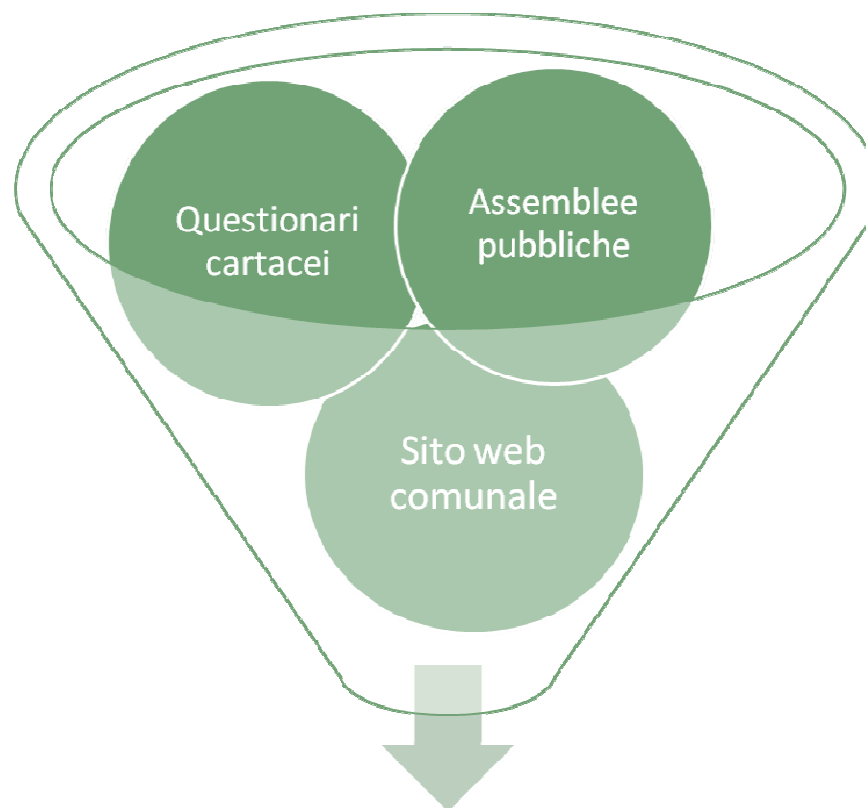 Questionari
cartacei
Assemblee
pubbliche
Sito web
comunale